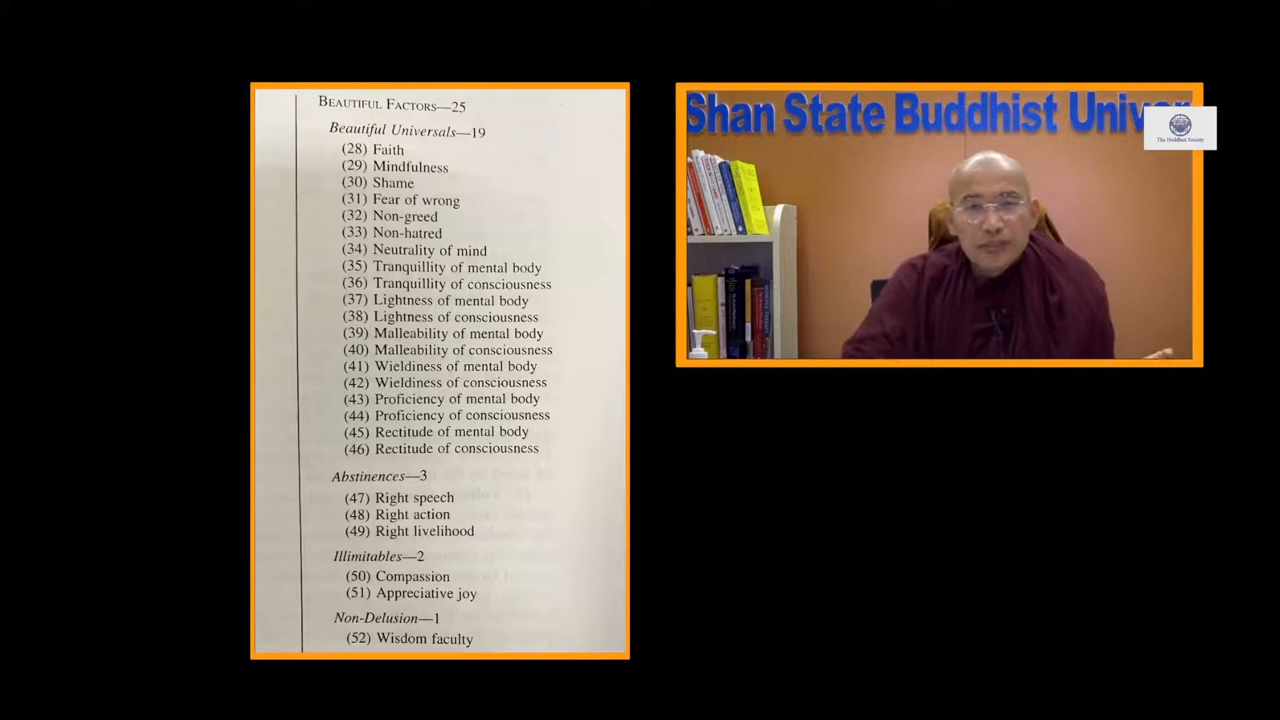 BEAUTIFUL FACTORS—25
Beautiful Universals—19
(28) Faith
(29) Mindfulness
(30) Shame
(31) Fear of wrong
(32) Non-greed
(33) Non-hatred
(34) Neutrality of mind
(35) Tranquillity of mental body
(36) Tranquillity of consciousness
(37) Lightness of mental body
(38) Lightness of consciousness
(39) Malleability of mental body
(40) Malleability of consciousness
(41) Wieldiness of mental body
(42) Wieldiness of consciousness
(43) Proficiency of mental body
(44) Proficiency of consciousness
(45) Rectitude of mental body
(46) Rectitude of consciousness
Abstinences—3
(47) Right speech
(48) Right action
(49) Right livelihood
Illimitables—2
(50) Compassion
(51) Appreciative joy
Non-Delusion—1
(52) Wisdom faculty
Shan State Buddhist Univer
The Buddhist Society